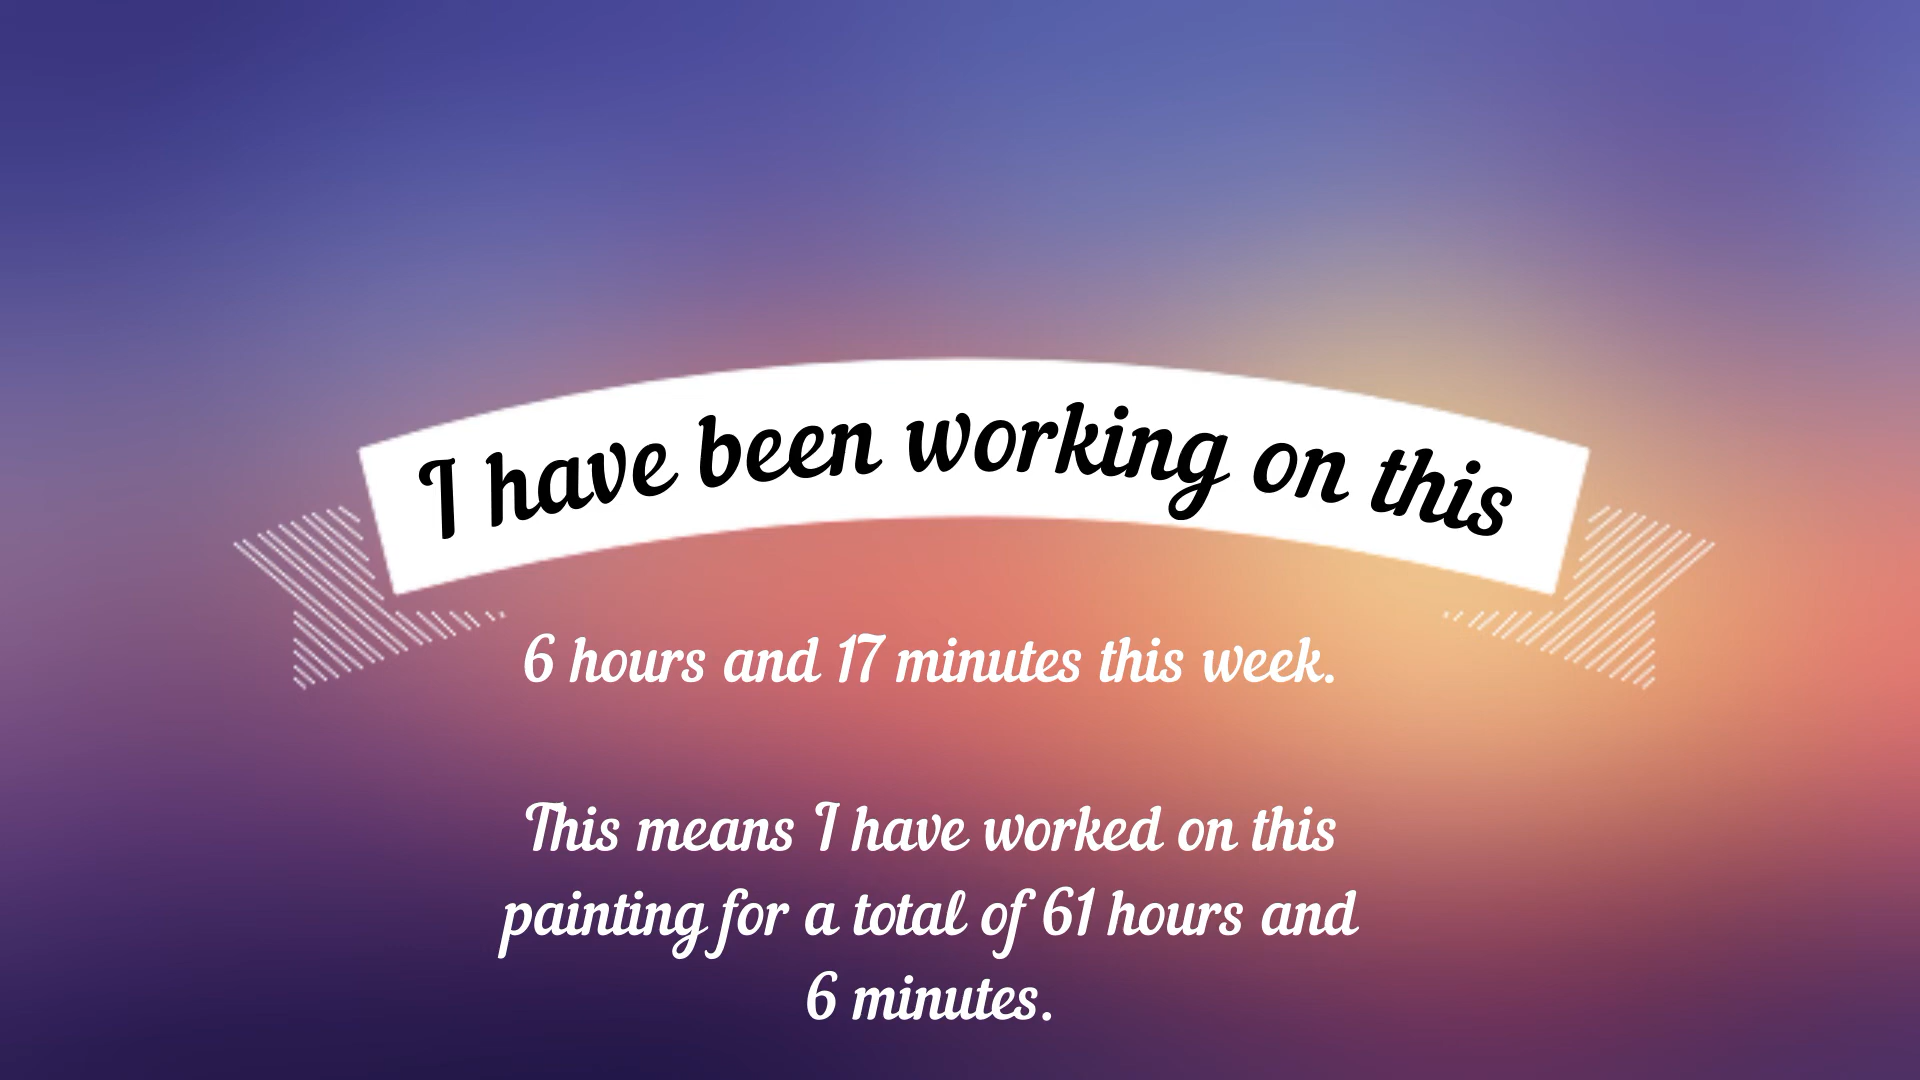 I have been working on this
6 hours and 17 minutes this week.
This means I have worked on this
painting for a total of 61 hours and
6 minutes.